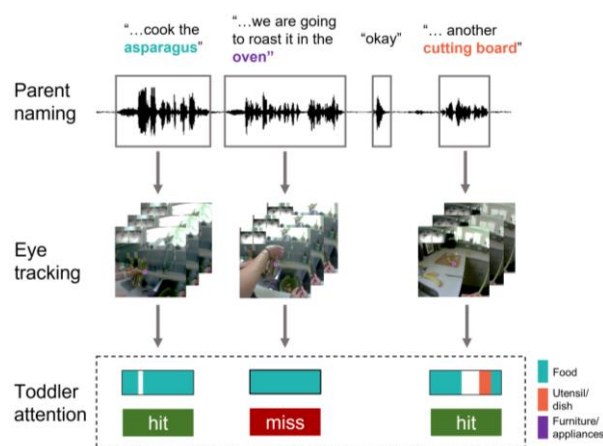 “…cook the
asparagus”
“…we are going
to roast it in the
oven”
“okay”
“… another
cutting board”
Parent
naming
Eye
tracking
Toddler
attention
hit
miss
hit
Food
Utensil/
dish
Furniture/
appliances